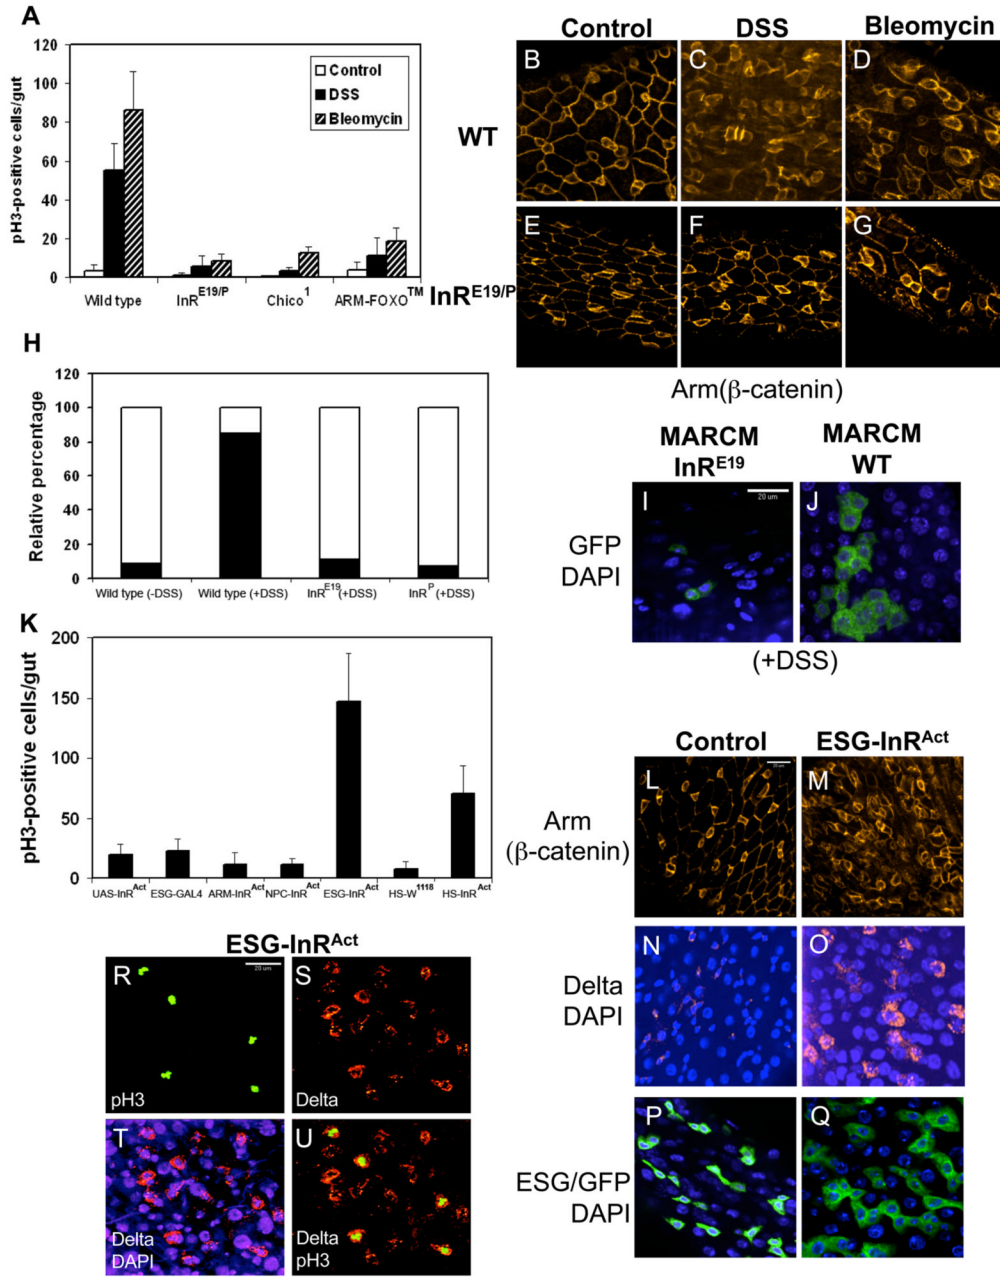 A
120
100
80
60
40
20
0
pH3-positive cells/gut
Control
DSS
Bleomycin
Wild type
InR^E19/P
Chico^1
ARM-FOXO^TM
Control
DSS
Bleomycin
WT
InR^E19/P
B
C
D
E
F
G
Arm(β-catenin)
H
120
100
80
60
40
20
0
Relative percentage
Wild type (-DSS)
Wild type (+DSS)
InR^E19 (+DSS)
InR^P (+DSS)
MARCM
InR^E19
MARCM
WT
GFP
DAPI
I
20 um
J
(+DSS)
K
200
150
100
50
0
pH3-positive cells/gut
UAS-InR^Act
ESG-GAL4
ARM-InR^Act
NPC-InR^Act
ESG-InR^Act
HS-W^1118
HS-InR^Act
Control
ESG-InR^Act
Arm
(β-catenin)
L
M
Delta
DAPI
N
O
ESG/GFP
DAPI
P
Q
ESG-InR^Act
R
20 um
pH3
S
Delta
T
Delta
DAPI
U
Delta
pH3